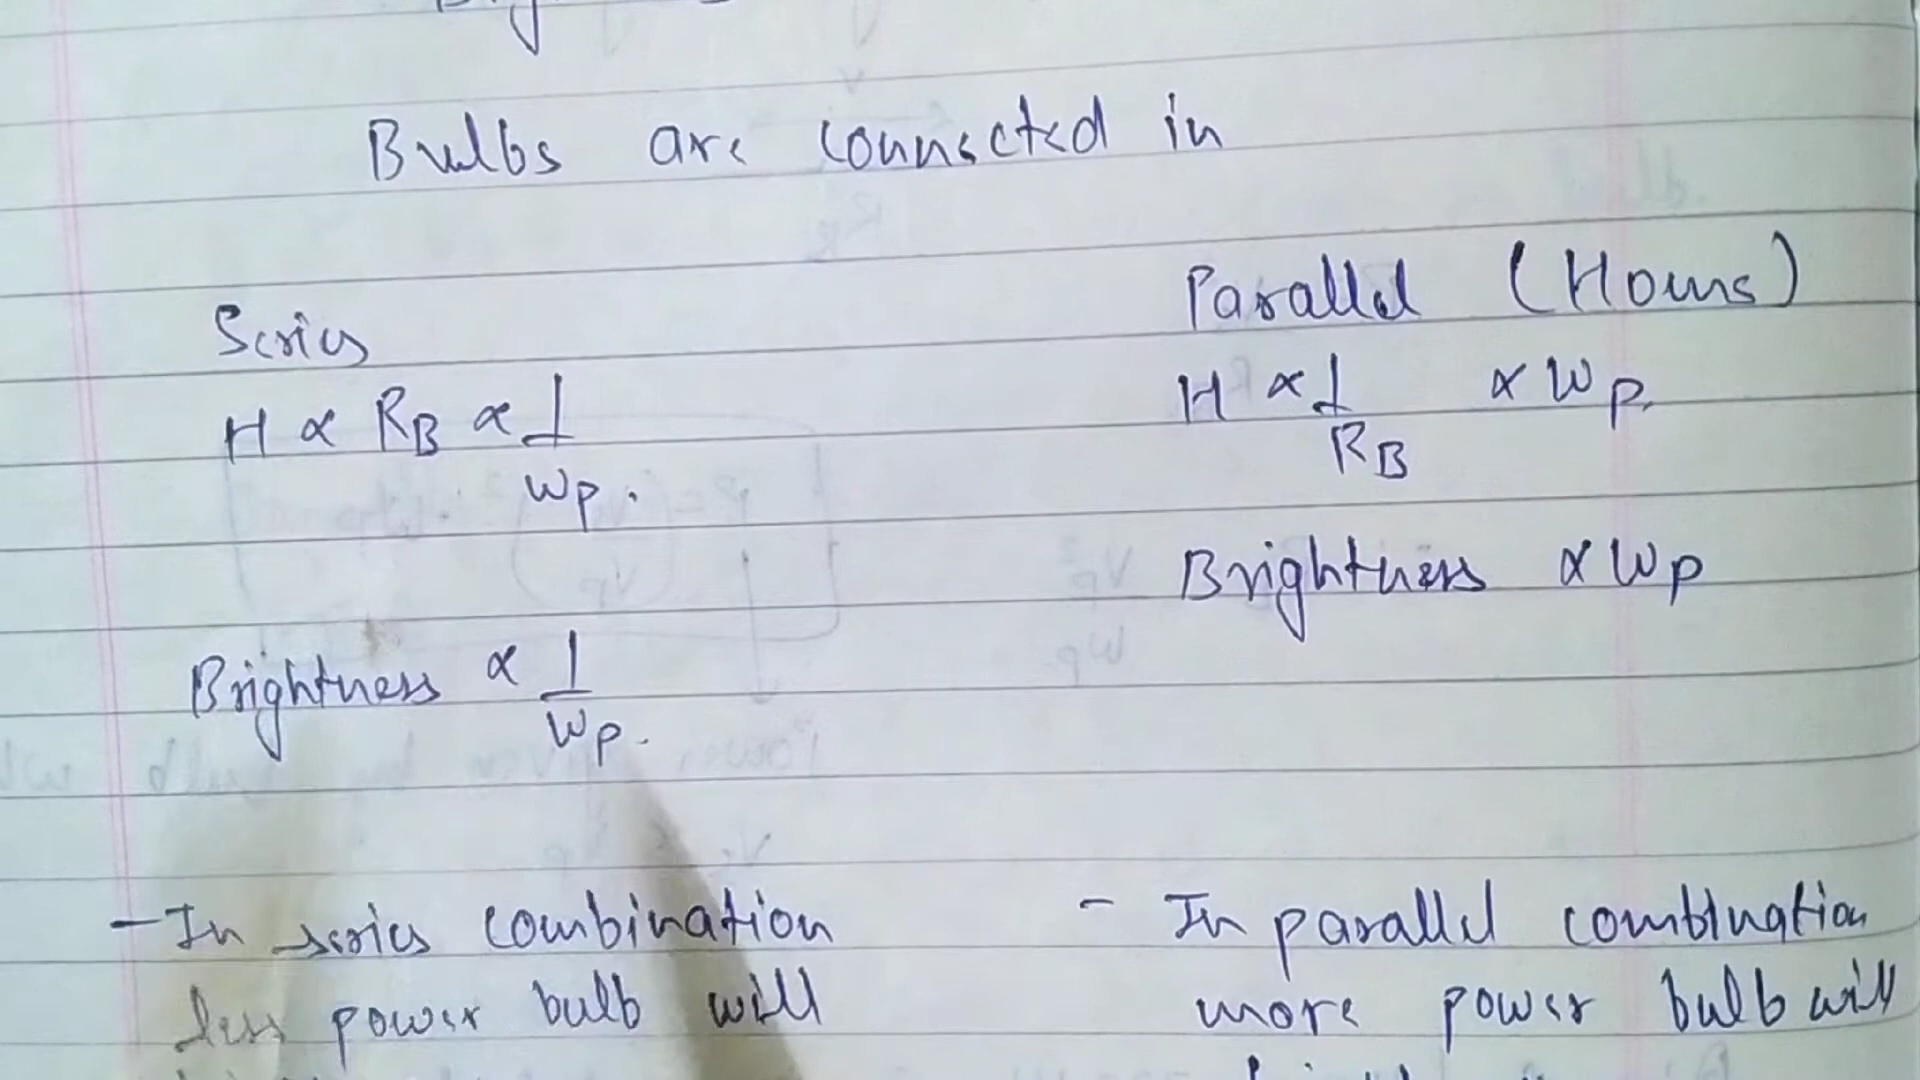 Bulbs are connected in
Series
H ∝ R_B ∝ 1/W_P.
Brightness ∝ 1/W_P.
- In series combination
less power bulb will
Parallel (House)
H ∝ 1/R_B ∝ W_P.
Brightness ∝ W_P
- In parallel combination
more power bulb will